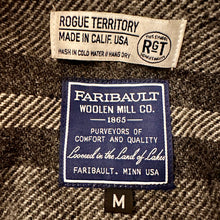 ROGUE TERRITORY
MADE IN CALIF. USA
WASH IN COLD WATER // HANG DRY
R&T
FARIBAULT
WOOLEN MILL CO.
1865
PURVEYORS OF
COMFORT AND QUALITY
Loomed in the Land of Lakes
FARIBAULT, MINN USA
M